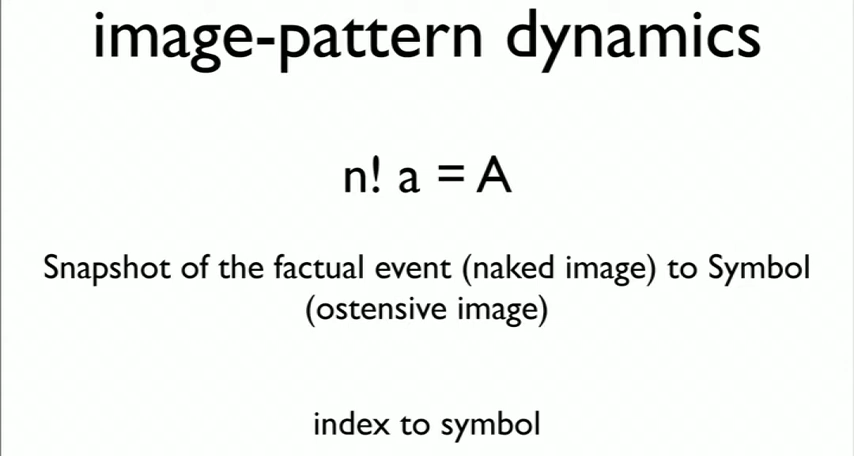 image-pattern dynamics
n! a = A
Snapshot of the factual event (naked image) to Symbol
(ostensive image)
index to symbol